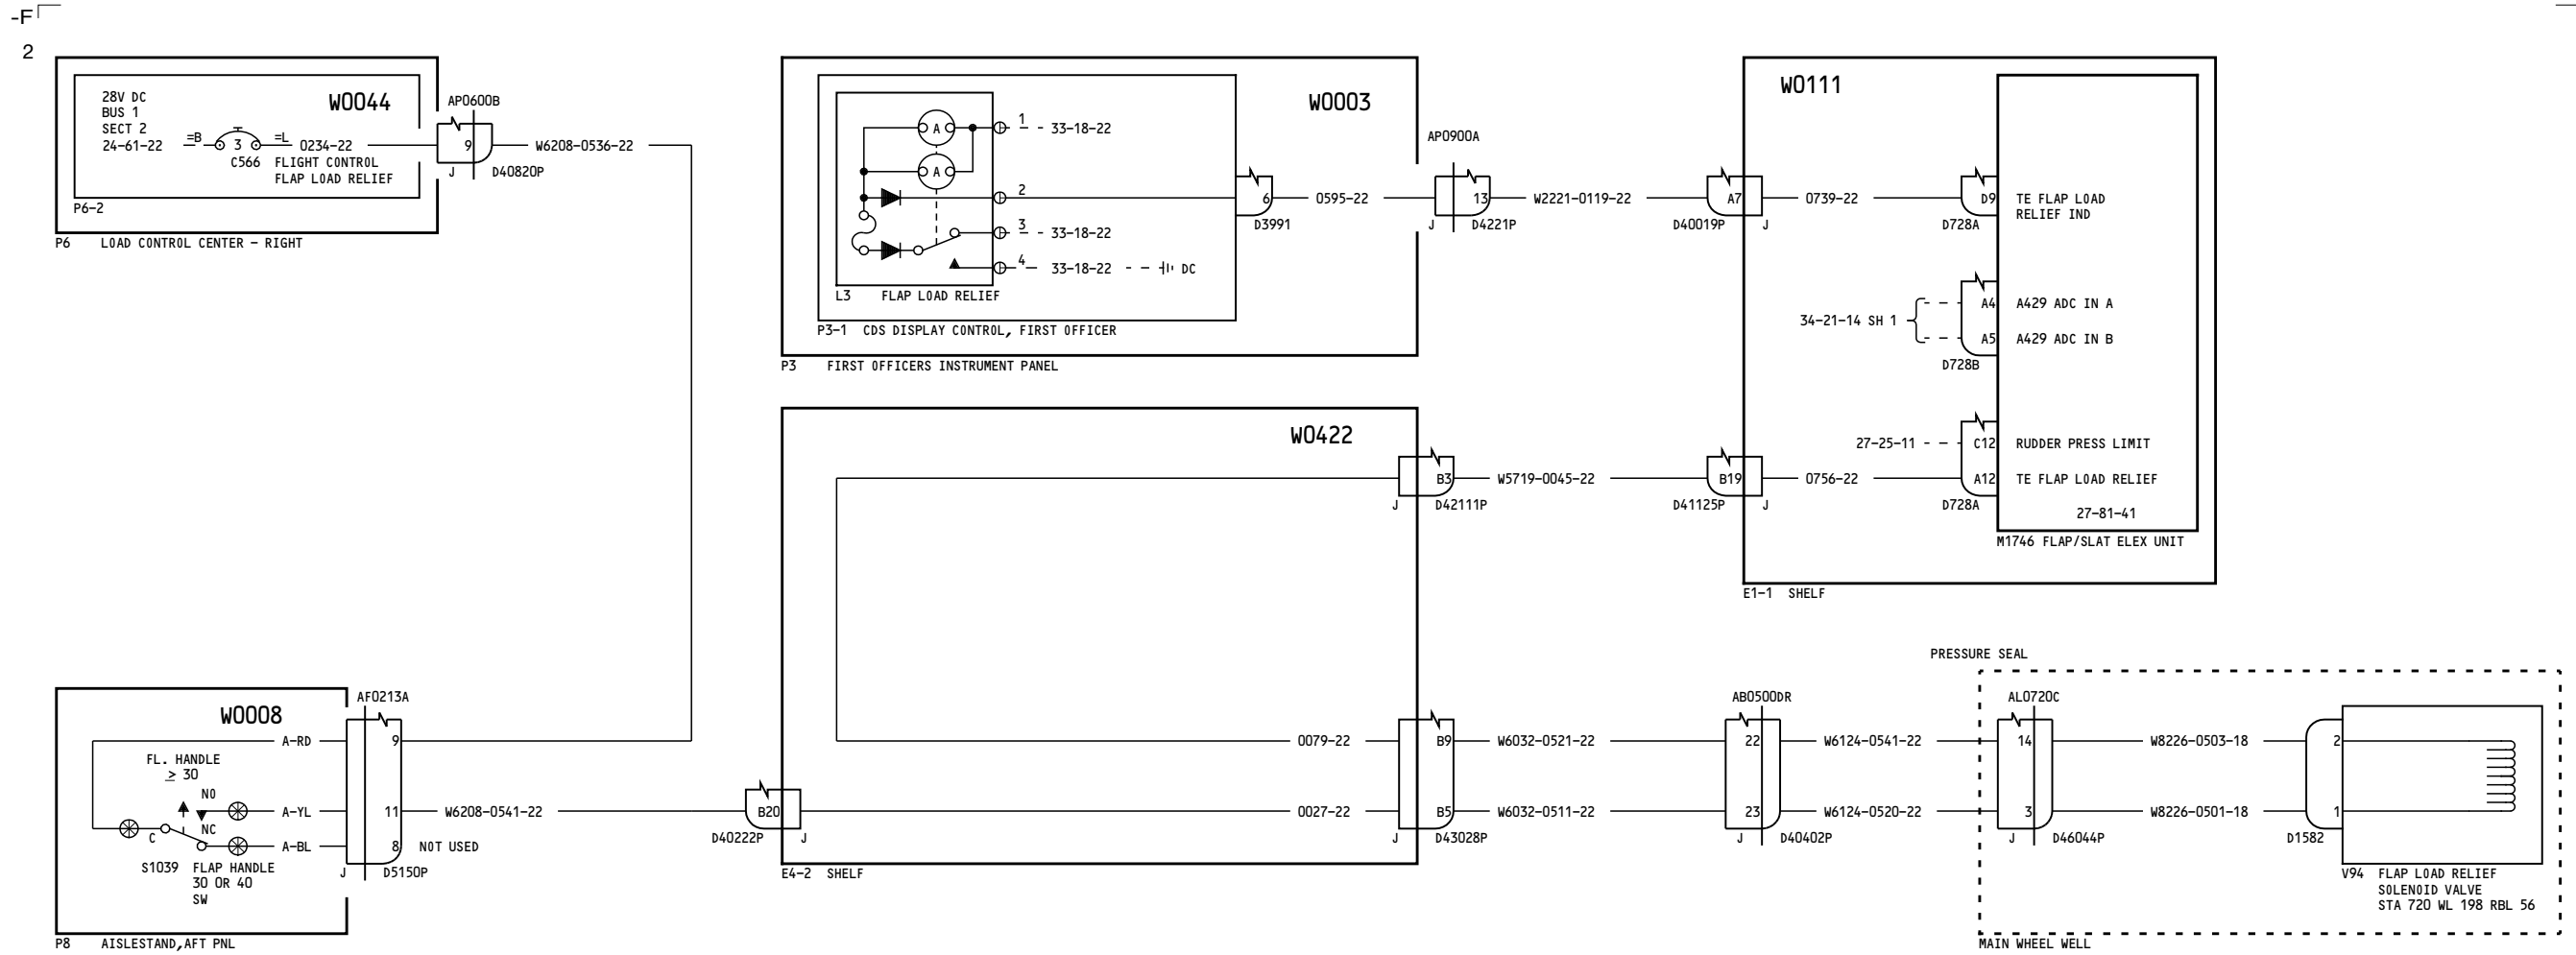 -F
2
28V DC
BUS 1
SECT 2
24-61-22
=B
3
=L
0234-22
C566
FLIGHT CONTROL
FLAP LOAD RELIEF
W0044
P6-2
P6 LOAD CONTROL CENTER - RIGHT
AP0600B
9
J
D40820P
W6208-0536-22
W0003
A
A
1
33-18-22
2
3
33-18-22
4
33-18-22
DC
L3 FLAP LOAD RELIEF
P3-1 CDS DISPLAY CONTROL, FIRST OFFICER
P3 FIRST OFFICERS INSTRUMENT PANEL
6
D3991
0595-22
AP0900A
13
J
D4221P
W2221-0119-22
W0111
A7
D40019P
J
0739-22
D9
D728A
TE FLAP LOAD
RELIEF IND
34-21-14 SH 1
A4
A429 ADC IN A
A5
A429 ADC IN B
D728B
27-25-11
C12
RUDDER PRESS LIMIT
A12
TE FLAP LOAD RELIEF
D728A
27-81-41
M1746 FLAP/SLAT ELEX UNIT
E1-1 SHELF
W0422
B3
J
D42111P
W5719-0045-22
B19
D41125P
J
0756-22
W0008
AF0213A
A-RD
9
FL. HANDLE
≥ 30
NO
A-YL
11
W6208-0541-22
C
NC
A-BL
8
NOT USED
S1039 FLAP HANDLE
30 OR 40
SW
J
D5150P
P8 AISLESTAND,AFT PNL
B20
D40222P
J
0079-22
0027-22
B9
B5
J
D43028P
E4-2 SHELF
W6032-0521-22
W6032-0511-22
AB0500DR
22
23
J
D40402P
W6124-0541-22
W6124-0520-22
PRESSURE SEAL
AL0720C
14
3
J
D46044P
W8226-0503-18
W8226-0501-18
2
1
D1582
V94 FLAP LOAD RELIEF
SOLENOID VALVE
STA 720 WL 198 RBL 56
MAIN WHEEL WELL